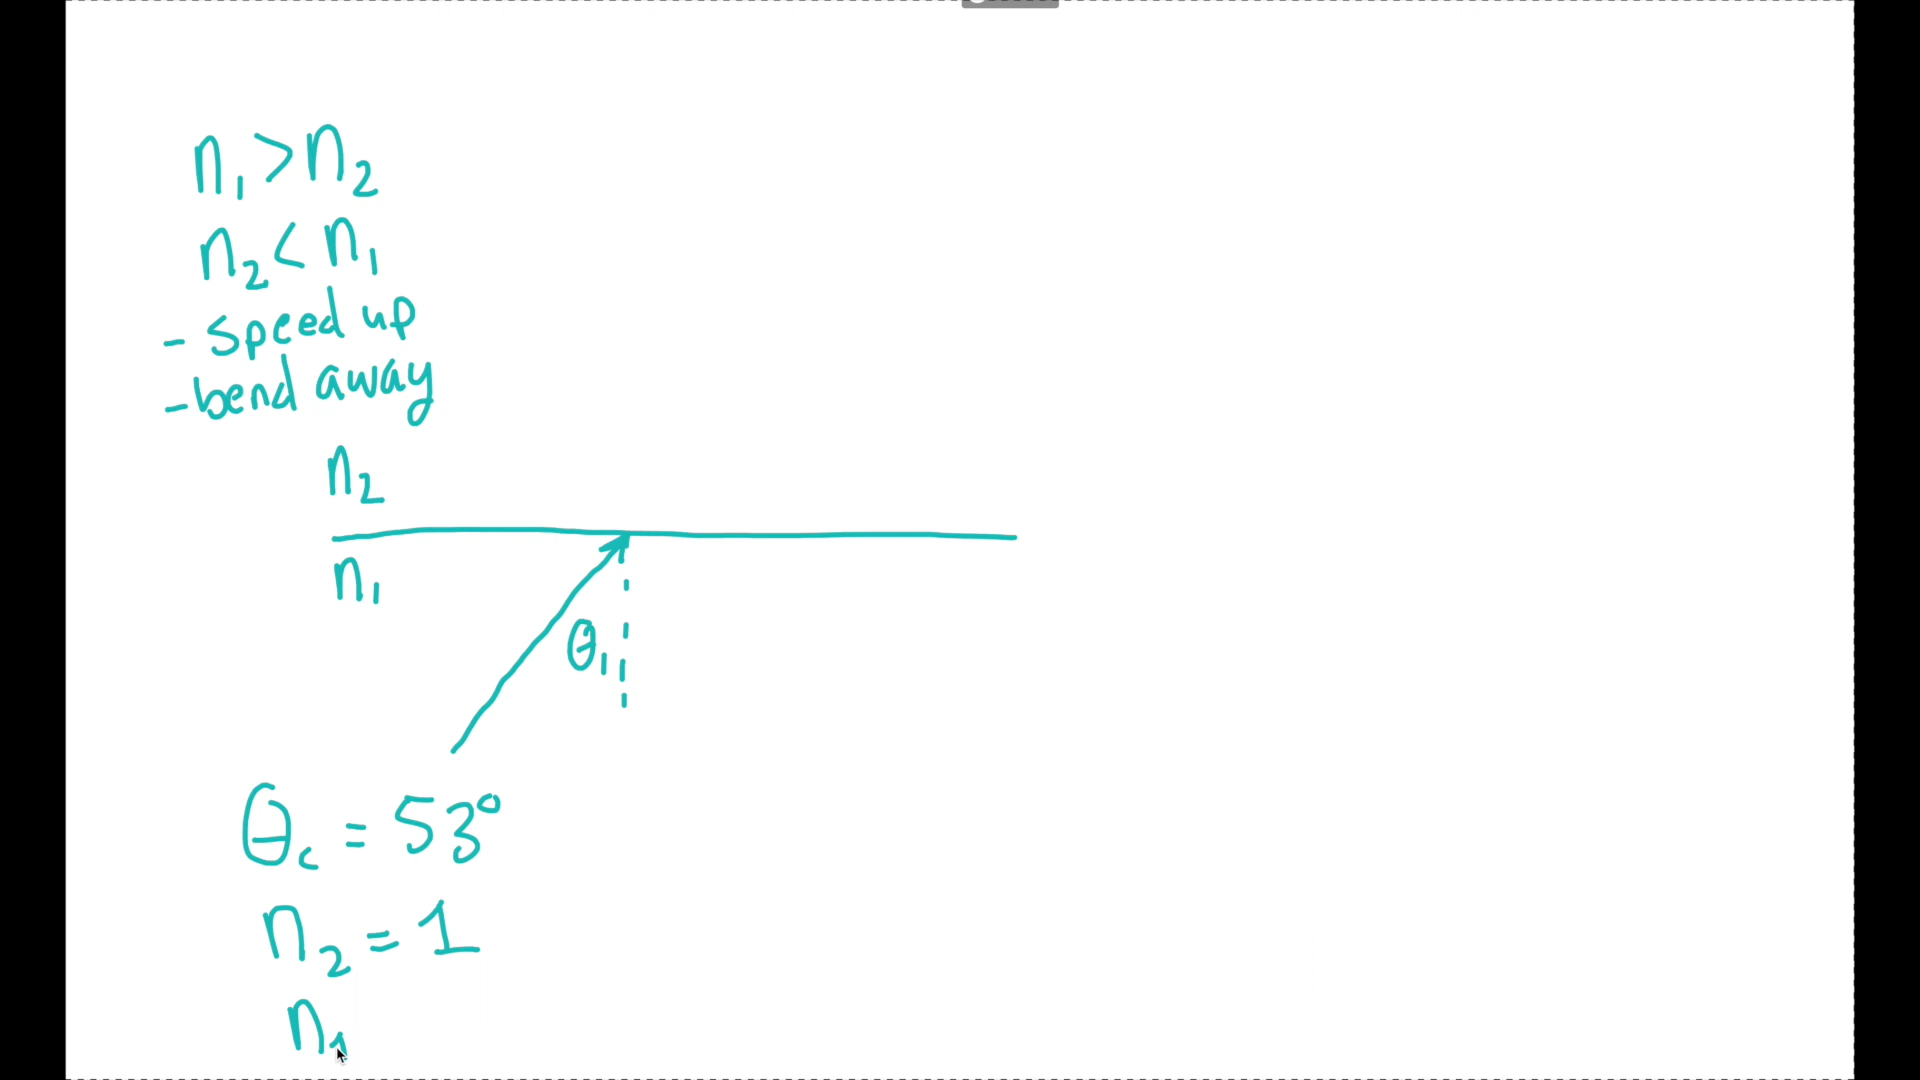 n₁>n₂
n₂<n₁
- speed up
- bend away
n₂
n₁
θ₁
θc = 53°
n₂ = 1
n₁